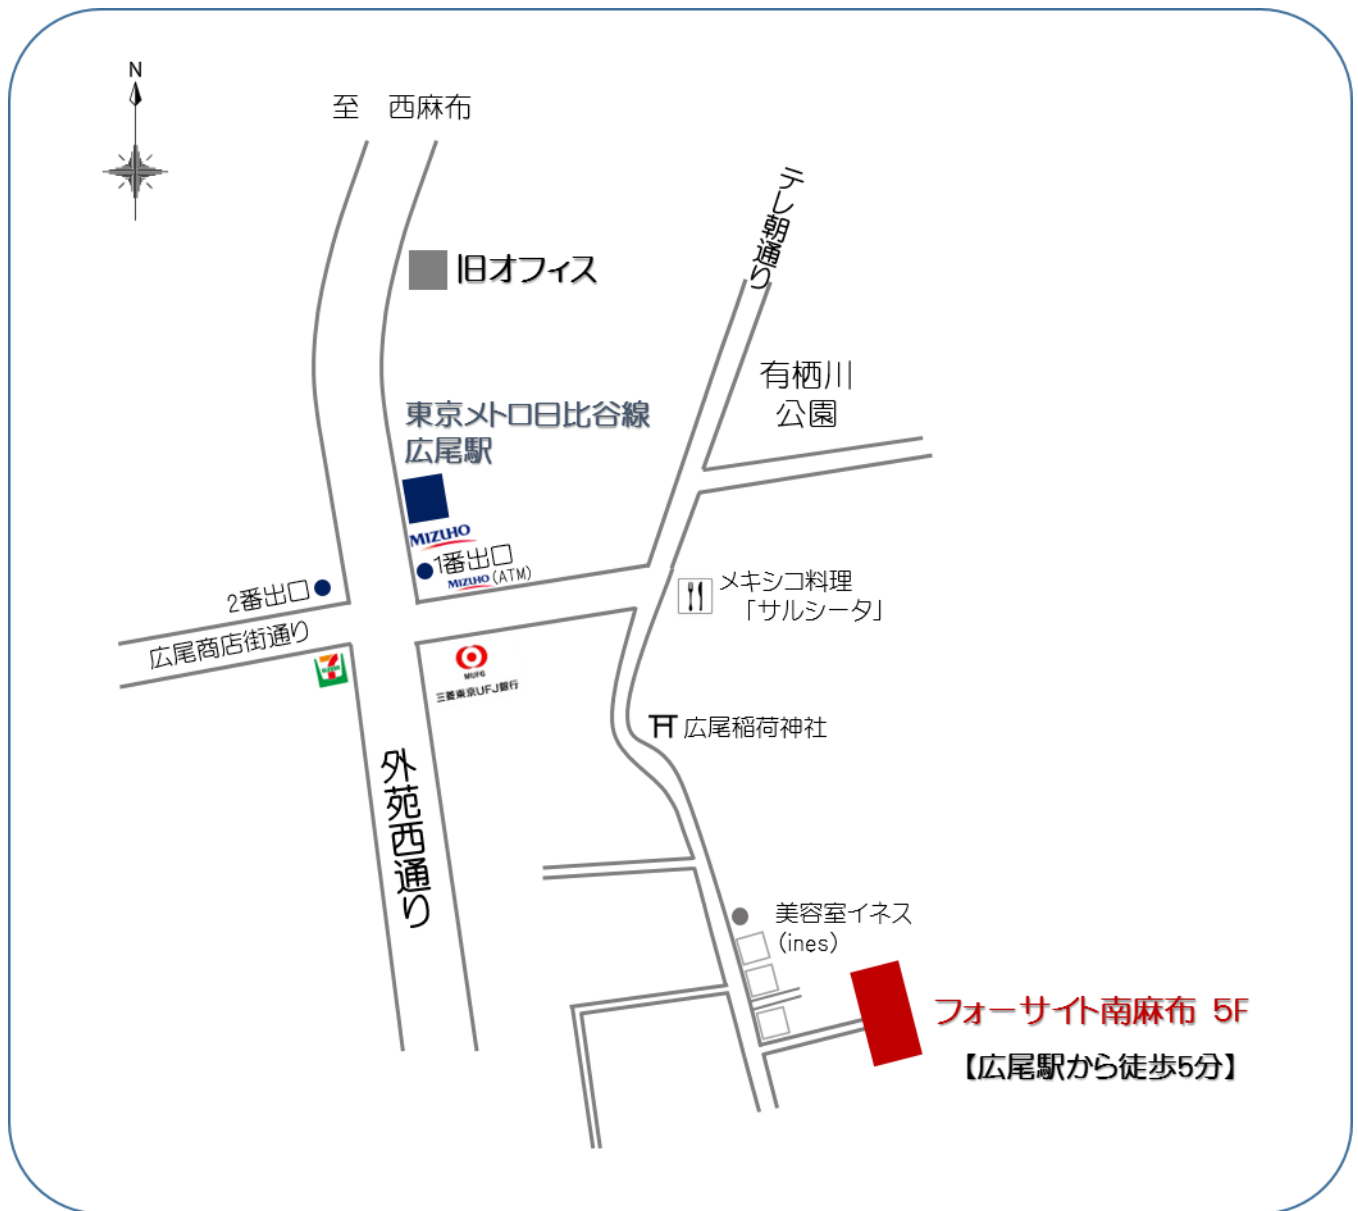 N
至 西麻布
テレ朝通り
旧オフィス
有栖川
公園
東京メトロ日比谷線
広尾駅
MIZUHO
1番出口
MIZUHO (ATM)
メキシコ料理
「サルシータ」
2番出口
広尾商店街通り
7
MUFG
三菱東京UFJ銀行
広尾稲荷神社
外苑西通り
美容室イネス
(ines)
フォーサイト南麻布 5F
【広尾駅から徒歩5分】